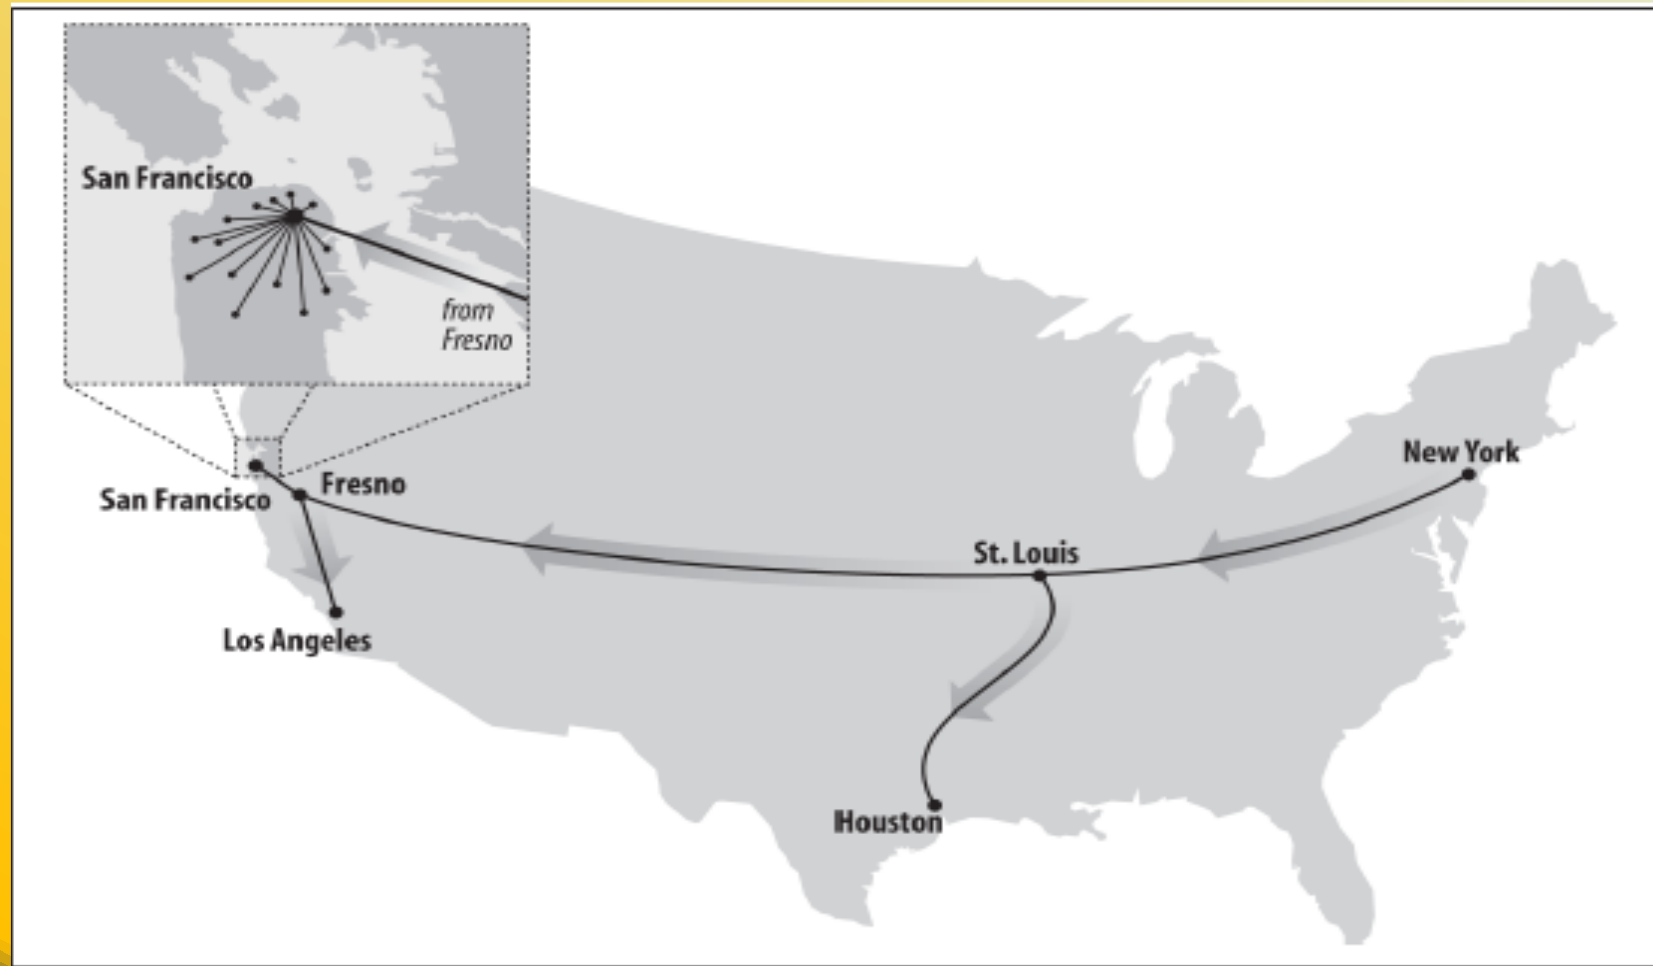 San Francisco
from
Fresno
New York
Fresno
San Francisco
St. Louis
Los Angeles
Houston